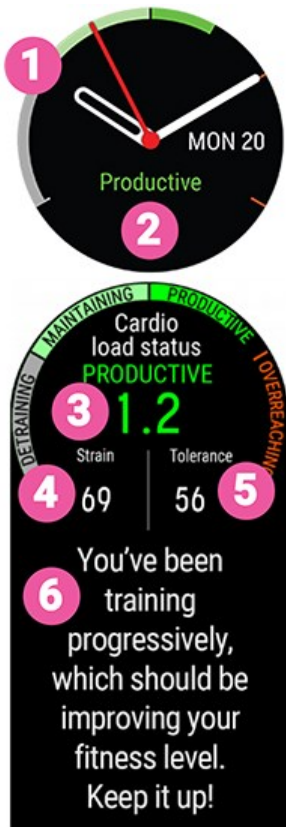 1
MON 20
Productive
2
DETRAINING
MAINTAINING
PRODUCTIVE
OVERREACHING
Cardio
load status
PRODUCTIVE
3
1.2
Strain
Tolerance
4
69
56
5
You've been
6
training
progressively,
which should be
improving your
fitness level.
Keep it up!